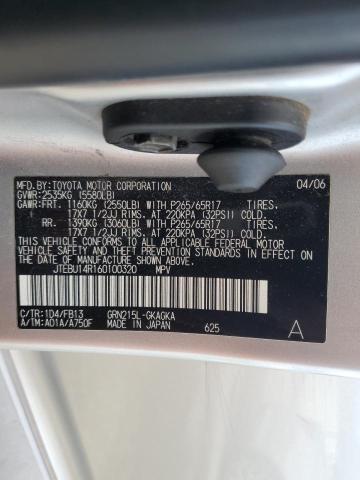 MFD.BY:TOYOTA MOTOR CORPORATION 04/06
GVWR:2535KG (5580LB)
GAWR:FRT. 1160KG (2550LB) WITH P265/65R17 TIRES.
17X7 1/2JJ RIMS. AT 220KPA (32PSI) COLD.
RR. 1390KG (3060LB) WITH P265/65R17 TIRES.
17X7 1/2JJ RIMS. AT 220KPA (32PSI) COLD.
THIS VEHICLE CONFORMS TO ALL APPLICABLE FEDERAL MOTOR
VEHICLE SAFETY AND THEFT PREVENTION STANDARDS IN EFFECT
ON THE DATE OF MANUFACTURE SHOWN ABOVE.
JTEBU14R160100320 MPV
C/TR:1D4/FB13 GRN215L-GKAGKA
A/TM:A01A/A750F MADE IN JAPAN 625 A